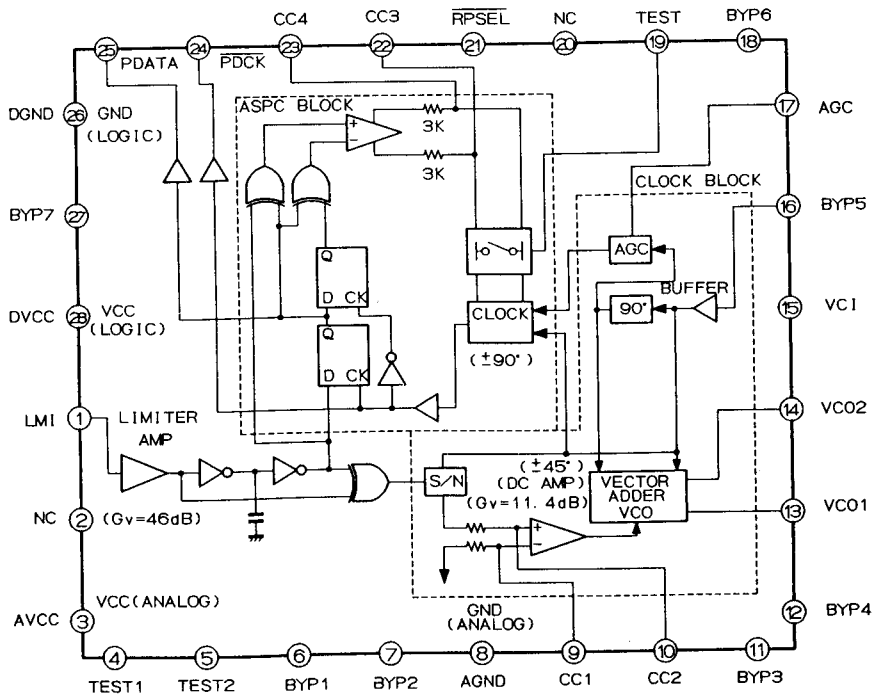 CC4 CC3 RPSEL NC TEST BYP6
25 24 23 22 21 20 19 18
PDATA PDCK
DGND 26 GND (LOGIC)
ASPC BLOCK
17 AGC
+
−
3K
3K
CLOCK BLOCK
BYP7 27
16 BYP5
AGC
Q
D CK
BUFFER
90°
DVCC 28 VCC (LOGIC)
15 VCI
CLOCK
(±90°)
Q
D CK
LMI 1
LIMITER AMP
14 VCO2
(±45°)
S/N
(DC AMP)
VECTOR ADDER VCO
NC 2
(Gv=46dB)
(Gv=11.4dB)
13 VCO1
+
−
AVCC 3 VCC(ANALOG)
GND (ANALOG)
12 BYP4
4 5 6 7 8 9 10 11
TEST1 TEST2 BYP1 BYP2 AGND CC1 CC2 BYP3